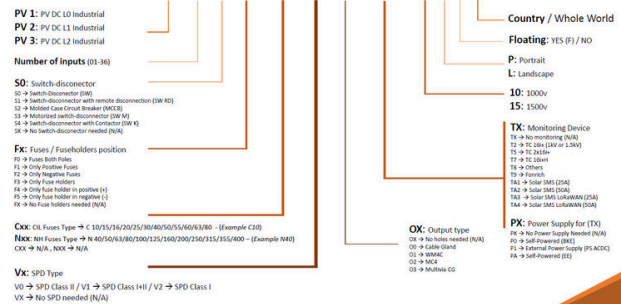 PV 1: PV DC L0 Industrial
PV 2: PV DC L1 Industrial
PV 3: PV DC L2 Industrial
Number of inputs (01-36)
S0: Switch-disconector
S0 → Switch-Disconector (SW)
S1 → Switch-disconnector with remote disconnection (SW RD)
S2 → Molded Case Circuit Breaker (MCCB)
S3 → Motorized switch-disconnector (SW M)
S4 → Switch-disconnector with Contactor (SW K)
SX → No Switch-disconector needed (N/A)
Fx: Fuses / Fuseholders position
F0 → Fuses Both Poles
F1 → Only Positive Fuses
F2 → Only Negative Fuses
F3 → Only Fuse Holders
F4 → Only fuse holder in positive (+)
F5 → Only fuse holder in negative (-)
FX → No Fuse Holders needed (N/A)
Cxx: CIL Fuses Type → C 10/15/16/20/25/30/40/50/55/60/63/80 - (Example C10)
Nxx: NH Fuses Type → N 40/50/63/80/100/125/160/200/250/315/355/400 – (Example N40)
CXX → N/A , NXX → N/A
Vx: SPD Type
V0 → SPD Class II / V1 → SPD Class I+II / V2 → SPD Class I
VX → No SPD needed (N/A)
OX: Output type
OX → No holes needed (N/A)
O0 → Cable Gland
O1 → WM4C
O2 → MC4
O3 → Multivia CG
Country / Whole World
Floating: YES (F) / NO
P: Portrait
L: Landscape
10: 1000v
15: 1500v
TX: Monitoring Device
TX → No monitoring (N/A)
T2 → TC 16i+ (1kV or 1.5kV)
T5 → TC 2x16i+
T7 → TC 16i+H
T8 → Others
T9 → Fonrich
TA1 → Solar SMS (25A)
TA2 → Solar SMS (50A)
TA3 → Solar SMS LoRaWAN (25A)
TA4 → Solar SMS LoRaWAN (50A)
PX: Power Supply for (TX)
PX → No Power Supply Needed (N/A)
P0 → Self-Powered (BKE)
P1 → External Power Supply (PS ACDC)
PA → Self-Powered (EE)